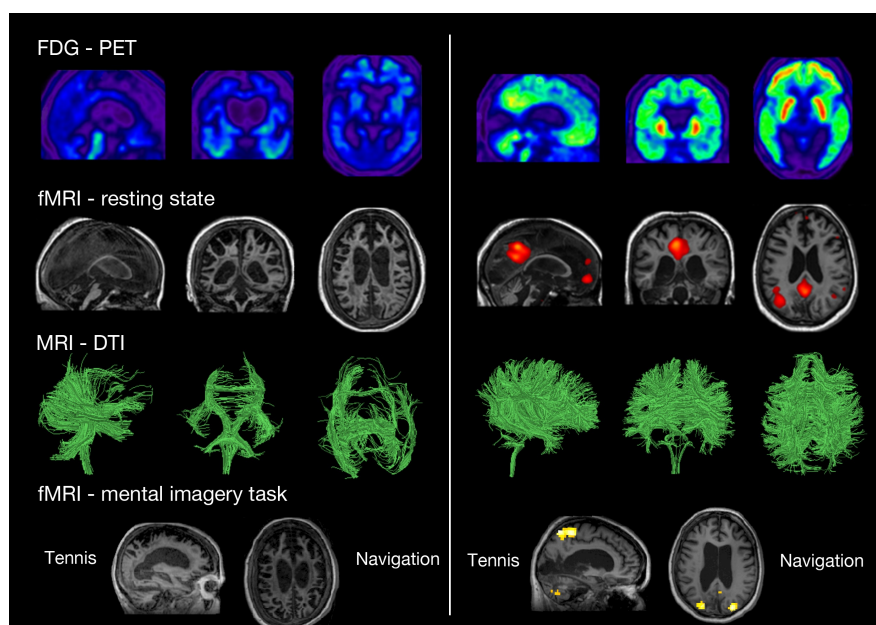 FDG - PET
fMRI - resting state
MRI - DTI
fMRI - mental imagery task
Tennis
Navigation
Tennis
Navigation